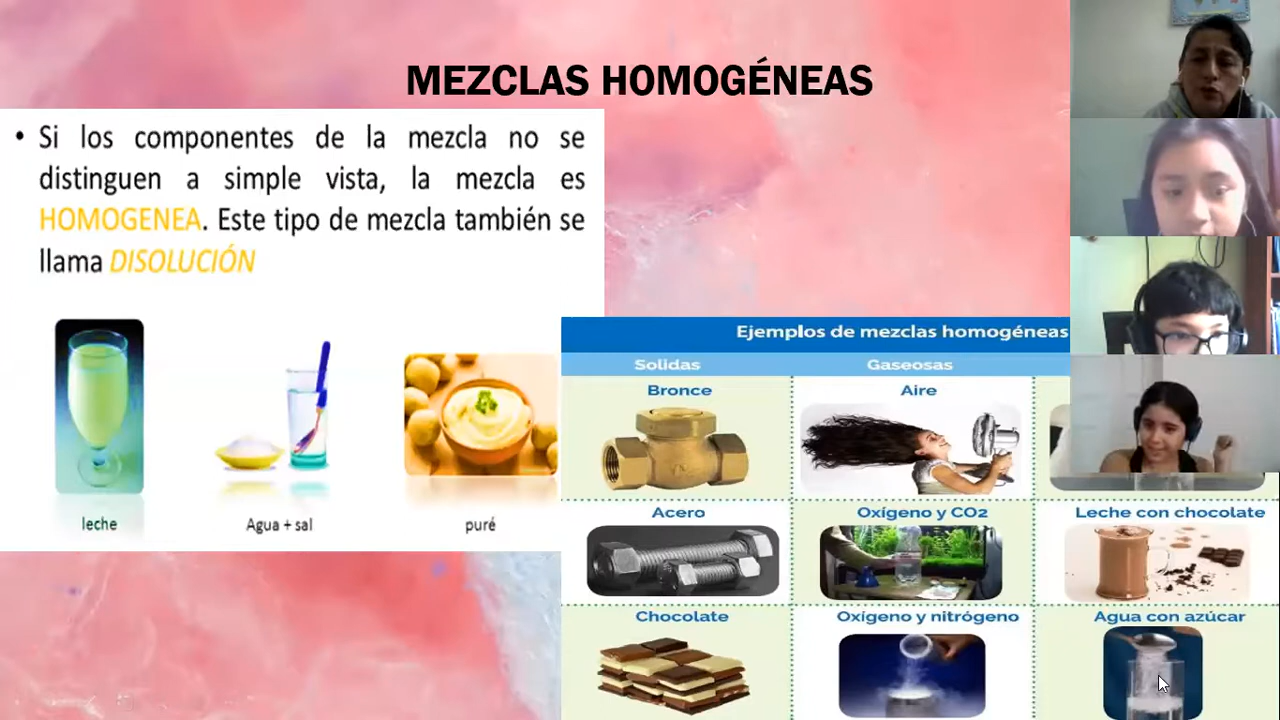 MEZCLAS HOMOGÉNEAS
• Si los componentes de la mezcla no se
distinguen a simple vista, la mezcla es
HOMOGENEA. Este tipo de mezcla también se
llama DISOLUCIÓN
leche
Agua + sal
puré
Ejemplos de mezclas homogéneas
Solidas
Gaseosas
Bronce
Aire
Acero
Oxígeno y CO2
Leche con chocolate
Chocolate
Oxígeno y nitrógeno
Agua con azúcar